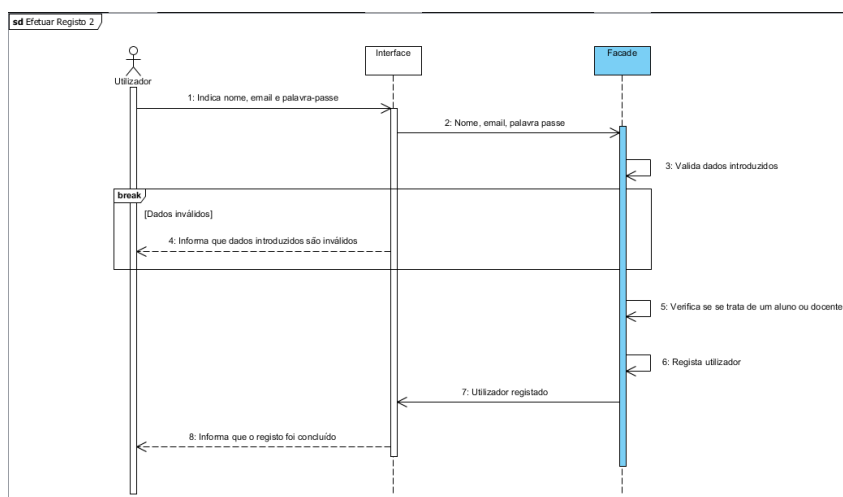 sd Efetuar Registo 2
Utilizador
Interface
Facade
1: Indica nome, email e palavra-passe
2: Nome, email, palavra passe
3: Valida dados introduzidos
break
[Dados inválidos]
4: Informa que dados introduzidos são inválidos
5: Verifica se se trata de um aluno ou docente
6: Regista utilizador
7: Utilizador registado
8: Informa que o registo foi concluído